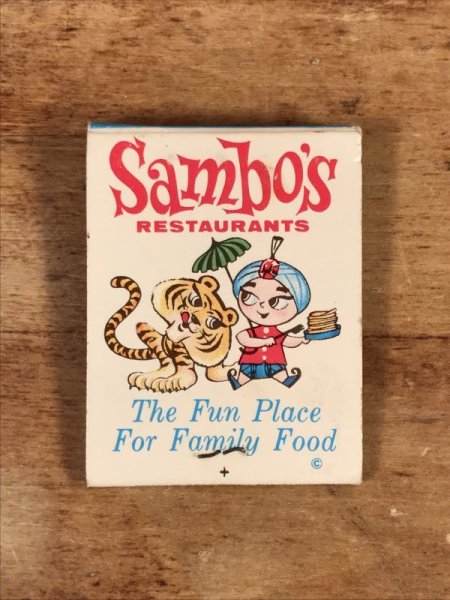 Sambo's
RESTAURANTS
The Fun Place
For Family Food
©